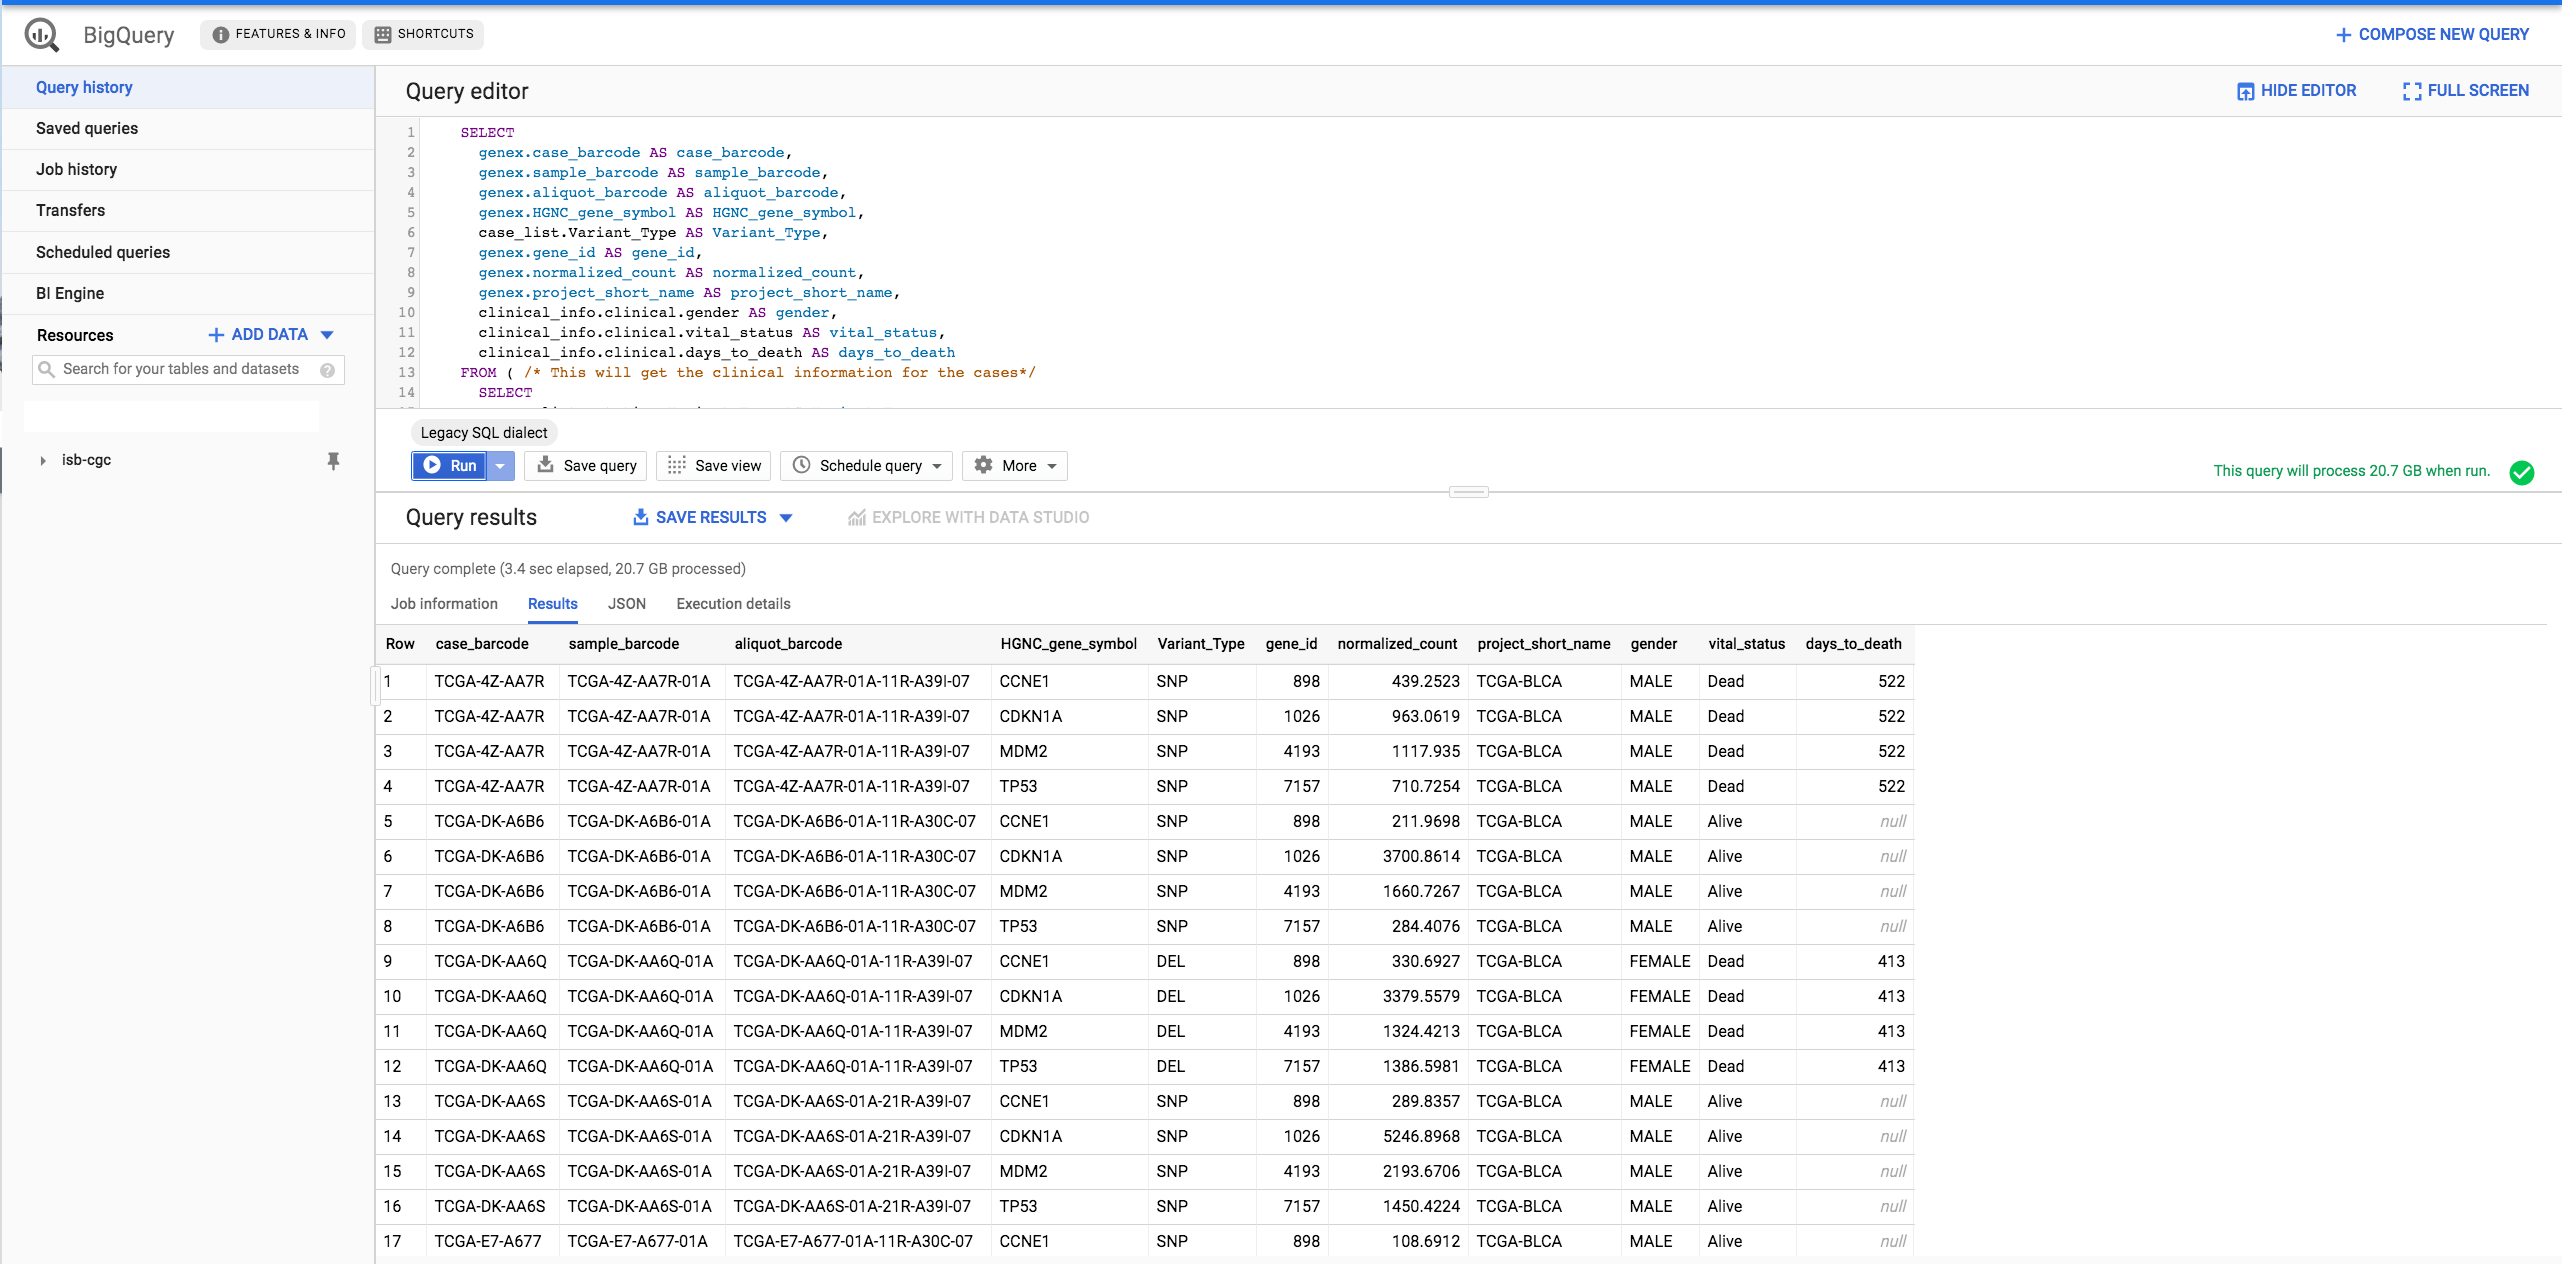 BigQuery FEATURES & INFO SHORTCUTS COMPOSE NEW QUERY
Query history
Saved queries
Job history
Transfers
Scheduled queries
BI Engine
Resources ADD DATA
Search for your tables and datasets
isb-cgc
Query editor HIDE EDITOR FULL SCREEN
1 SELECT
2 genex.case_barcode AS case_barcode,
3 genex.sample_barcode AS sample_barcode,
4 genex.aliquot_barcode AS aliquot_barcode,
5 genex.HGNC_gene_symbol AS HGNC_gene_symbol,
6 case_list.Variant_Type AS Variant_Type,
7 genex.gene_id AS gene_id,
8 genex.normalized_count AS normalized_count,
9 genex.project_short_name AS project_short_name,
10 clinical_info.clinical.gender AS gender,
11 clinical_info.clinical.vital_status AS vital_status,
12 clinical_info.clinical.days_to_death AS days_to_death
13 FROM ( /* This will get the clinical information for the cases*/
14 SELECT
Legacy SQL dialect
Run Save query Save view Schedule query More This query will process 20.7 GB when run.
Query results SAVE RESULTS EXPLORE WITH DATA STUDIO
Query complete (3.4 sec elapsed, 20.7 GB processed)
Job information Results JSON Execution details
Row case_barcode sample_barcode aliquot_barcode HGNC_gene_symbol Variant_Type gene_id normalized_count project_short_name gender vital_status days_to_death
1 TCGA-4Z-AA7R TCGA-4Z-AA7R-01A TCGA-4Z-AA7R-01A-11R-A39I-07 CCNE1 SNP 898 439.2523 TCGA-BLCA MALE Dead 522
2 TCGA-4Z-AA7R TCGA-4Z-AA7R-01A TCGA-4Z-AA7R-01A-11R-A39I-07 CDKN1A SNP 1026 963.0619 TCGA-BLCA MALE Dead 522
3 TCGA-4Z-AA7R TCGA-4Z-AA7R-01A TCGA-4Z-AA7R-01A-11R-A39I-07 MDM2 SNP 4193 1117.935 TCGA-BLCA MALE Dead 522
4 TCGA-4Z-AA7R TCGA-4Z-AA7R-01A TCGA-4Z-AA7R-01A-11R-A39I-07 TP53 SNP 7157 710.7254 TCGA-BLCA MALE Dead 522
5 TCGA-DK-A6B6 TCGA-DK-A6B6-01A TCGA-DK-A6B6-01A-11R-A30C-07 CCNE1 SNP 898 211.9698 TCGA-BLCA MALE Alive null
6 TCGA-DK-A6B6 TCGA-DK-A6B6-01A TCGA-DK-A6B6-01A-11R-A30C-07 CDKN1A SNP 1026 3700.8614 TCGA-BLCA MALE Alive null
7 TCGA-DK-A6B6 TCGA-DK-A6B6-01A TCGA-DK-A6B6-01A-11R-A30C-07 MDM2 SNP 4193 1660.7267 TCGA-BLCA MALE Alive null
8 TCGA-DK-A6B6 TCGA-DK-A6B6-01A TCGA-DK-A6B6-01A-11R-A30C-07 TP53 SNP 7157 284.4076 TCGA-BLCA MALE Alive null
9 TCGA-DK-AA6Q TCGA-DK-AA6Q-01A TCGA-DK-AA6Q-01A-11R-A39I-07 CCNE1 DEL 898 330.6927 TCGA-BLCA FEMALE Dead 413
10 TCGA-DK-AA6Q TCGA-DK-AA6Q-01A TCGA-DK-AA6Q-01A-11R-A39I-07 CDKN1A DEL 1026 3379.5579 TCGA-BLCA FEMALE Dead 413
11 TCGA-DK-AA6Q TCGA-DK-AA6Q-01A TCGA-DK-AA6Q-01A-11R-A39I-07 MDM2 DEL 4193 1324.4213 TCGA-BLCA FEMALE Dead 413
12 TCGA-DK-AA6Q TCGA-DK-AA6Q-01A TCGA-DK-AA6Q-01A-11R-A39I-07 TP53 DEL 7157 1386.5981 TCGA-BLCA FEMALE Dead 413
13 TCGA-DK-AA6S TCGA-DK-AA6S-01A TCGA-DK-AA6S-01A-21R-A39I-07 CCNE1 SNP 898 289.8357 TCGA-BLCA MALE Alive null
14 TCGA-DK-AA6S TCGA-DK-AA6S-01A TCGA-DK-AA6S-01A-21R-A39I-07 CDKN1A SNP 1026 5246.8968 TCGA-BLCA MALE Alive null
15 TCGA-DK-AA6S TCGA-DK-AA6S-01A TCGA-DK-AA6S-01A-21R-A39I-07 MDM2 SNP 4193 2193.6706 TCGA-BLCA MALE Alive null
16 TCGA-DK-AA6S TCGA-DK-AA6S-01A TCGA-DK-AA6S-01A-21R-A39I-07 TP53 SNP 7157 1450.4224 TCGA-BLCA MALE Alive null
17 TCGA-E7-A677 TCGA-E7-A677-01A TCGA-E7-A677-01A-11R-A30C-07 CCNE1 SNP 898 108.6912 TCGA-BLCA MALE Alive null